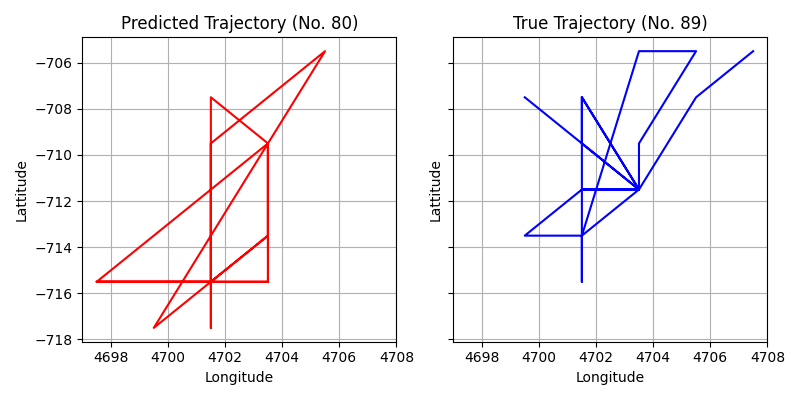 Predicted Trajectory (No. 80)
True Trajectory (No. 89)
−706
−708
−710
−712
−714
−716
−718
Lattitude
Lattitude
4698 4700 4702 4704 4706 4708
4698 4700 4702 4704 4706 4708
Longitude
Longitude